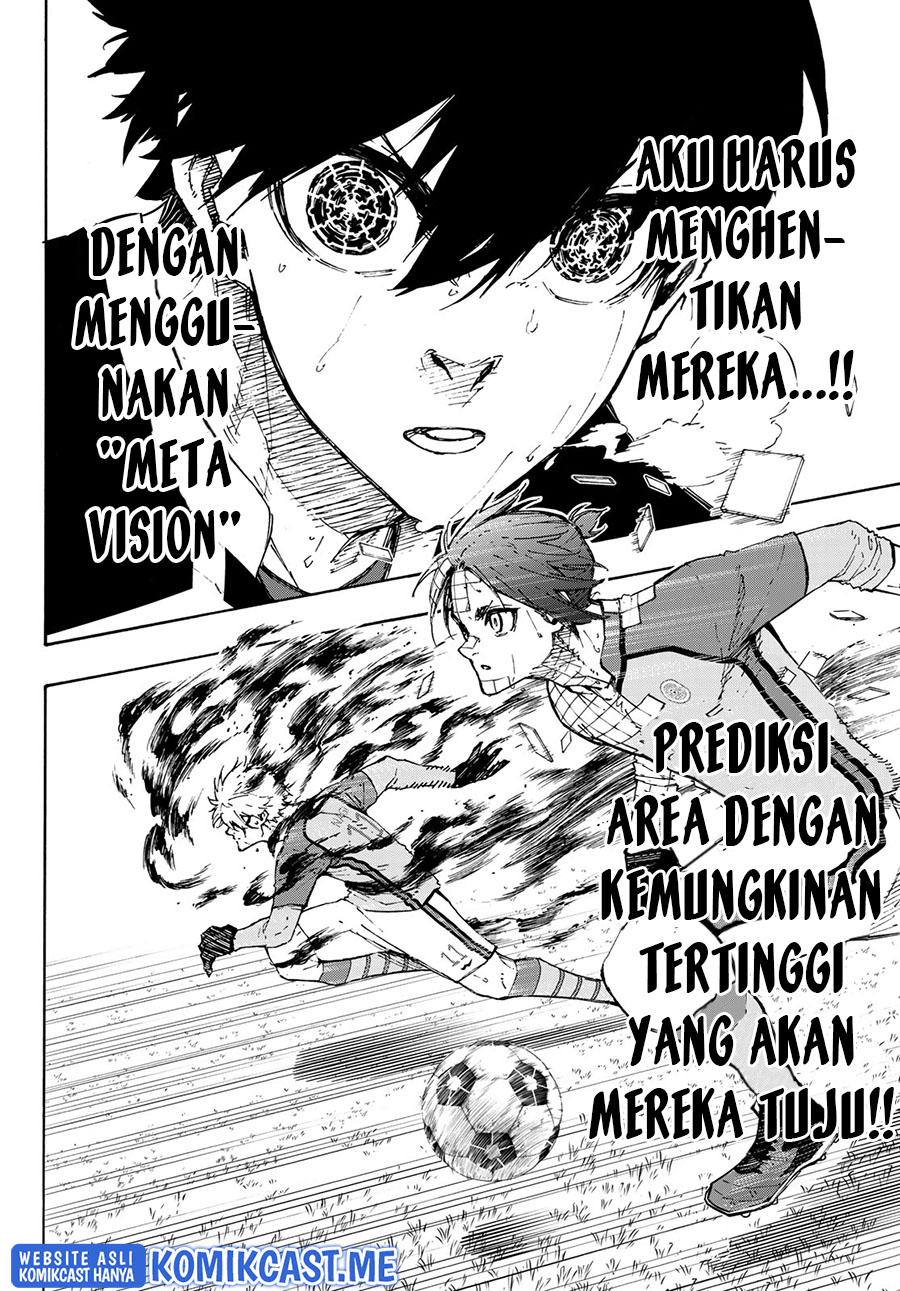 AKU HARUS
MENGHEN-
TIKAN
MEREKA...!!
DENGAN
MENGGU-
NAKAN
"META
VISION"
PREDIKSI
AREA DENGAN
KEMUNGKINAN
TERTINGGI
YANG AKAN
MEREKA TUJU!!
11
WEBSITE ASLI
KOMIKCAST HANYA
KOMIKCAST.ME